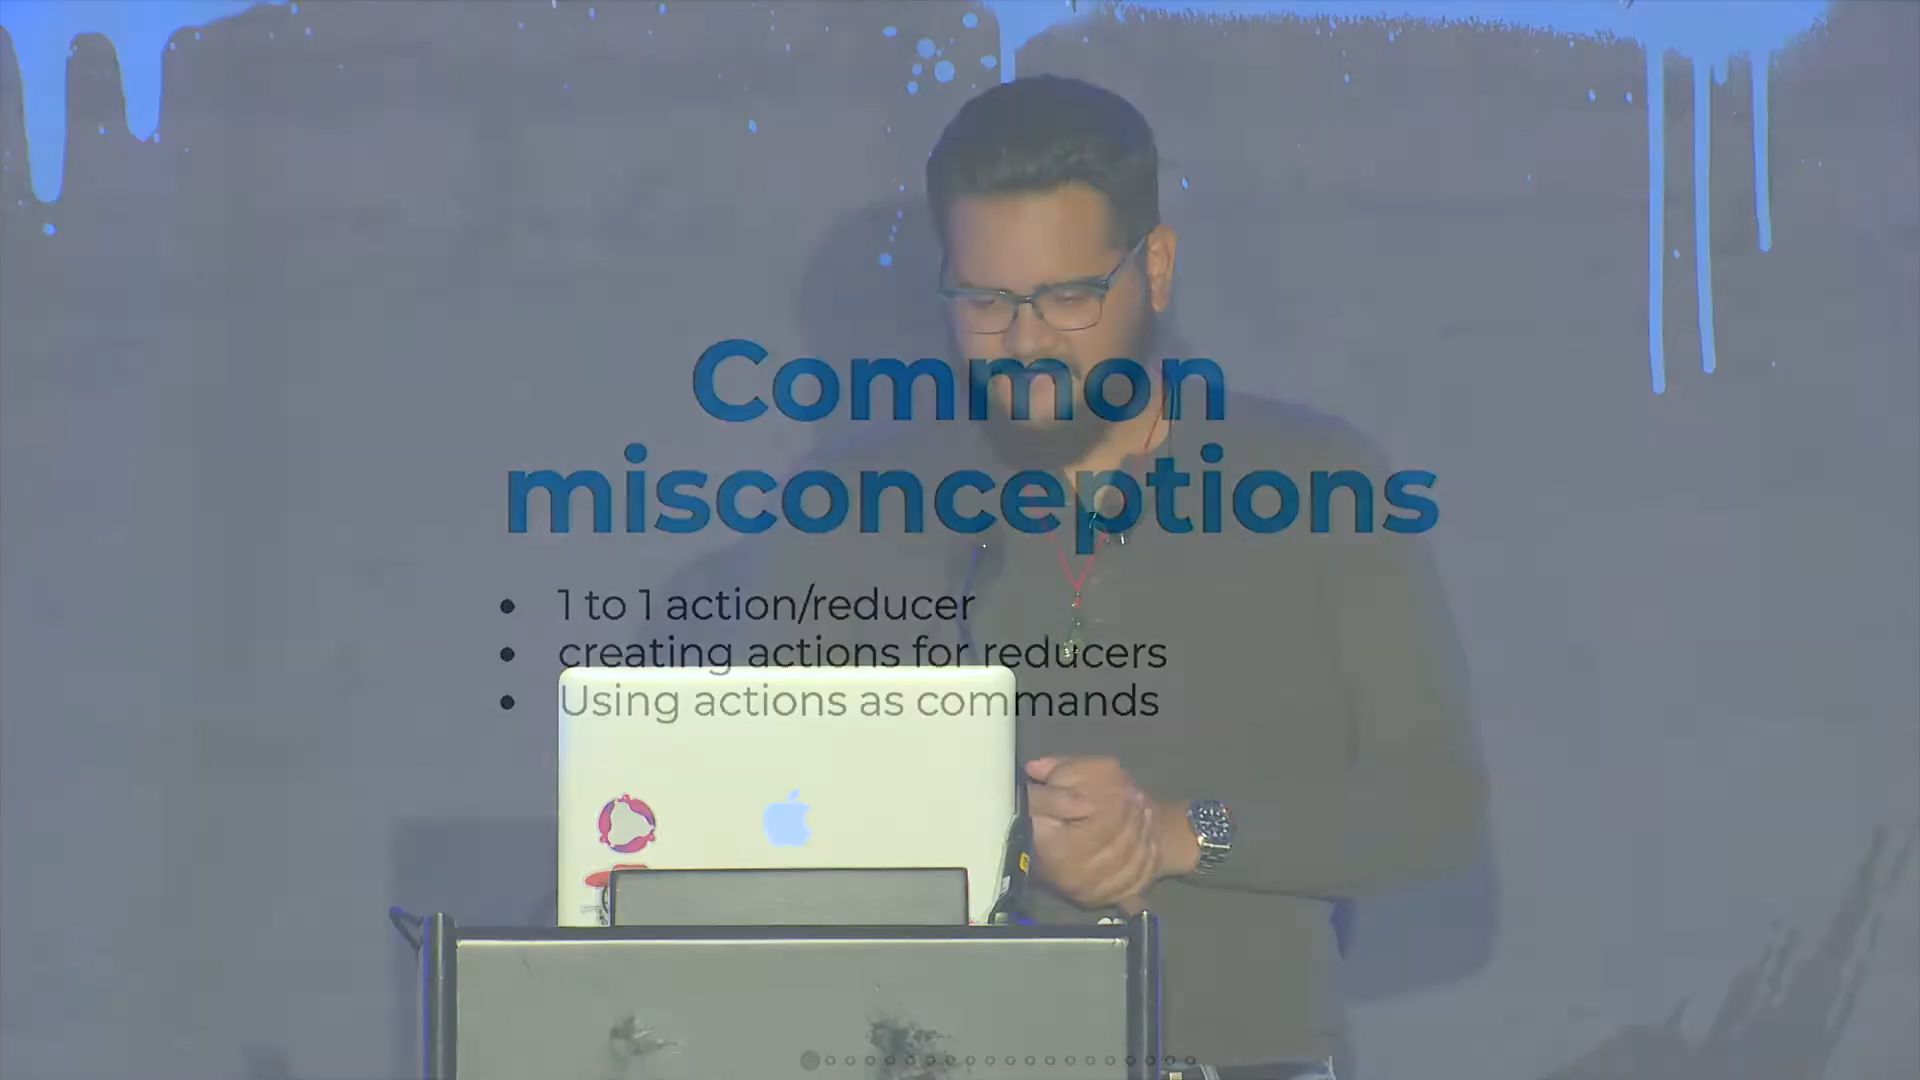 Common
misconceptions
1 to 1 action/reducer
creating actions for reducers
Using actions as commands